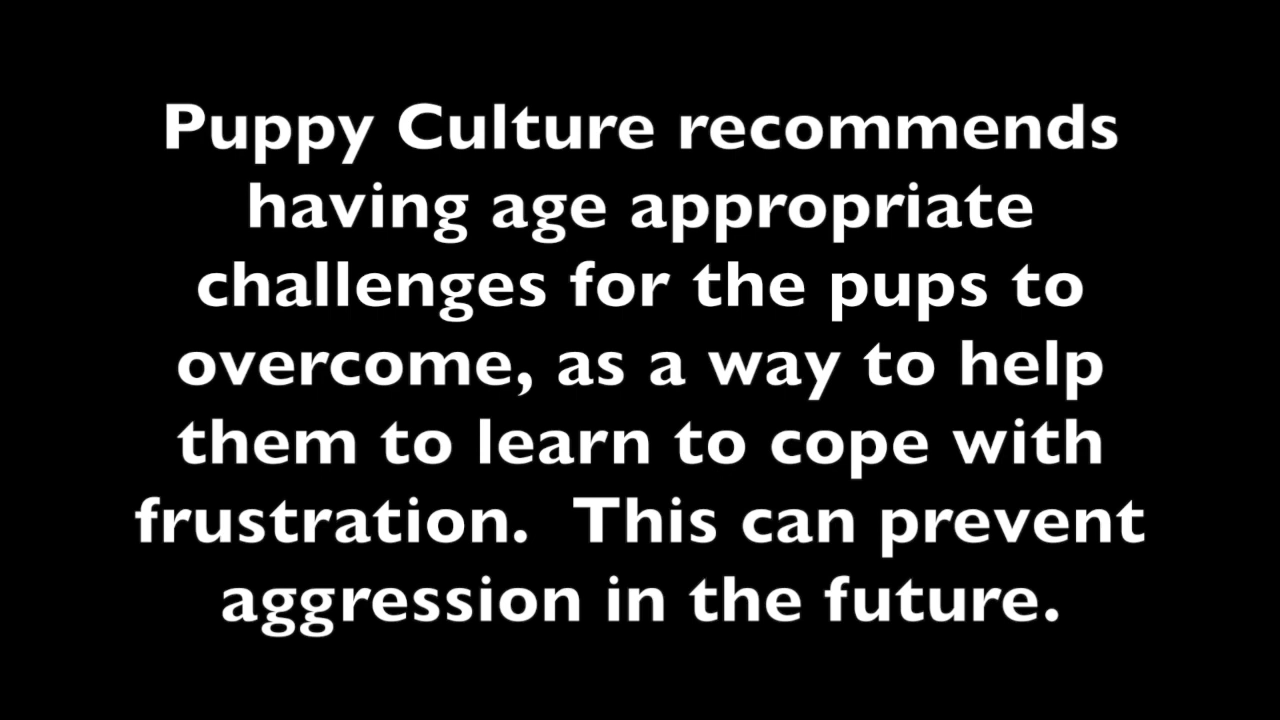 Puppy Culture recommends
having age appropriate
challenges for the pups to
overcome, as a way to help
them to learn to cope with
frustration.  This can prevent
aggression in the future.